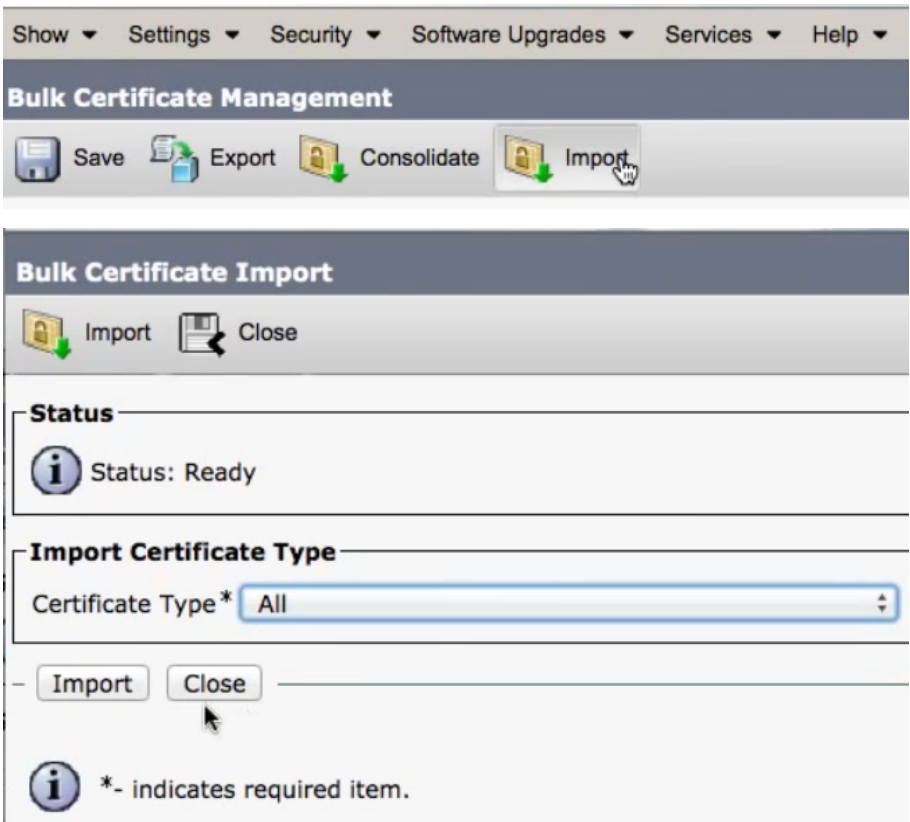 Show Settings Security Software Upgrades Services Help
Bulk Certificate Management
Save Export Consolidate Import
Bulk Certificate Import
Import Close
Status
Status: Ready
Import Certificate Type
Certificate Type* All
Import Close
*- indicates required item.